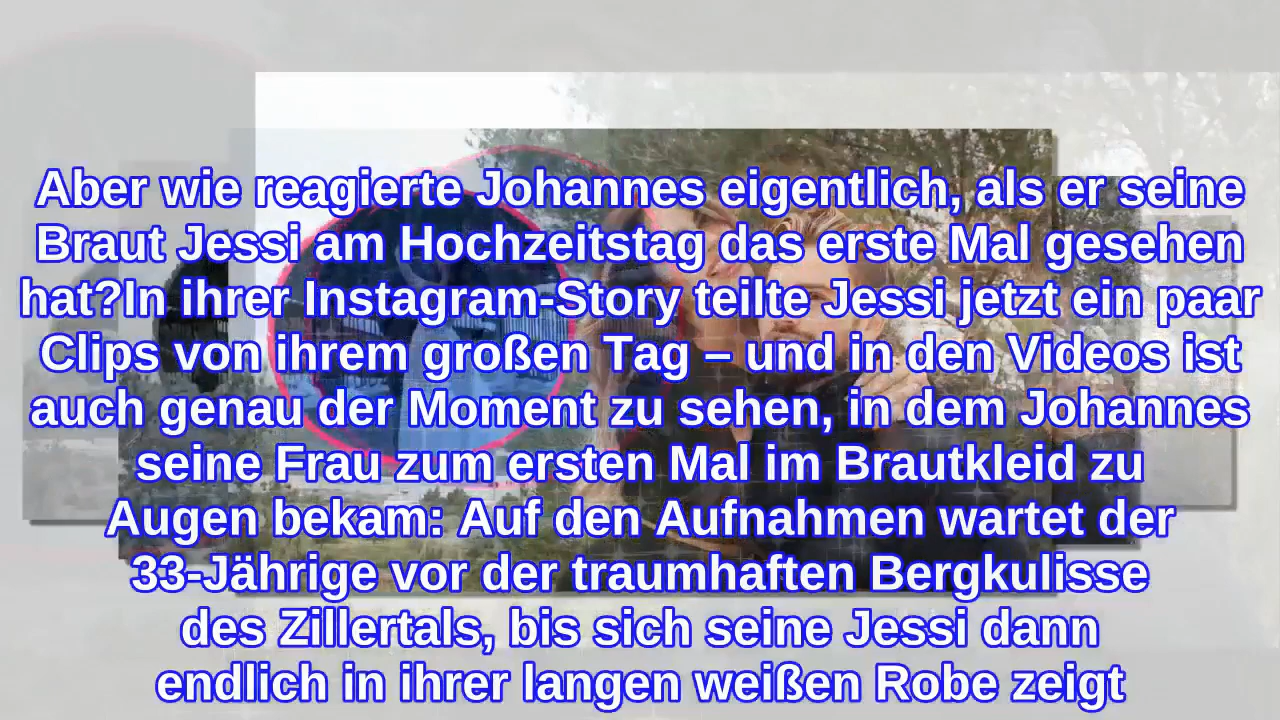 Aber wie reagierte Johannes eigentlich, als er seine
Braut Jessi am Hochzeitstag das erste Mal gesehen
hat?In ihrer Instagram-Story teilte Jessi jetzt ein paar
Clips von ihrem großen Tag – und in den Videos ist
auch genau der Moment zu sehen, in dem Johannes
seine Frau zum ersten Mal im Brautkleid zu
Augen bekam: Auf den Aufnahmen wartet der
33-Jährige vor der traumhaften Bergkulisse
des Zillertals, bis sich seine Jessi dann
endlich in ihrer langen weißen Robe zeigt